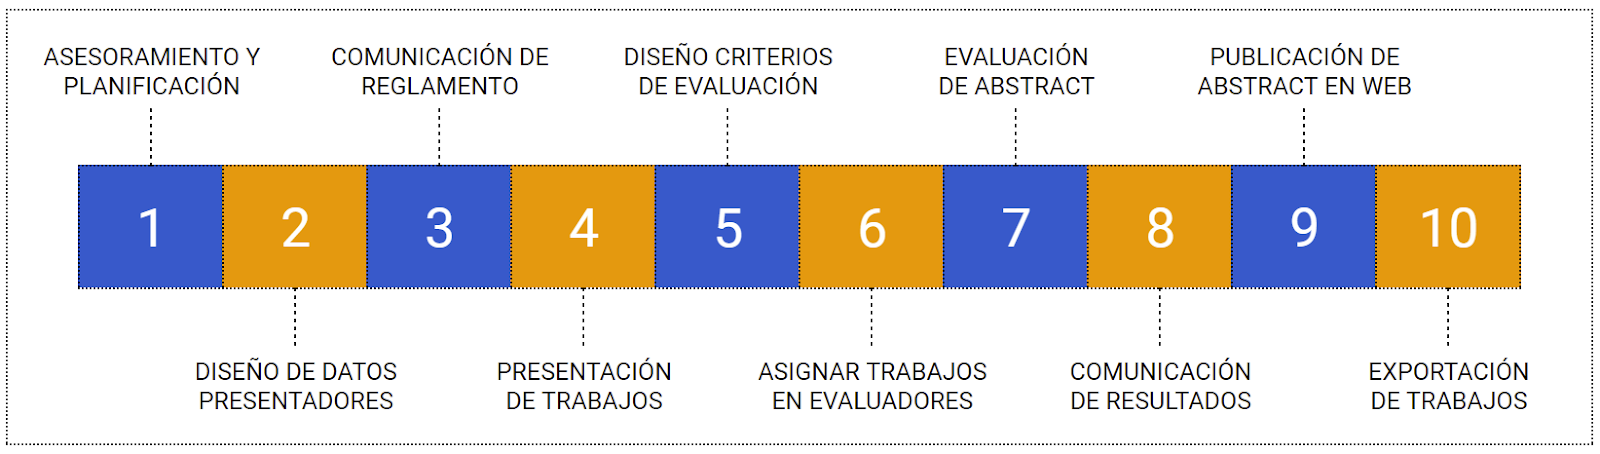 ASESORAMIENTO Y
PLANIFICACIÓN
COMUNICACIÓN DE
REGLAMENTO
DISEÑO CRITERIOS
DE EVALUACIÓN
EVALUACIÓN
DE ABSTRACT
PUBLICACIÓN DE
ABSTRACT EN WEB
1 2 3 4 5 6 7 8 9 10
DISEÑO DE DATOS
PRESENTADORES
PRESENTACIÓN
DE TRABAJOS
ASIGNAR TRABAJOS
EN EVALUADORES
COMUNICACIÓN
DE RESULTADOS
EXPORTACIÓN
DE TRABAJOS